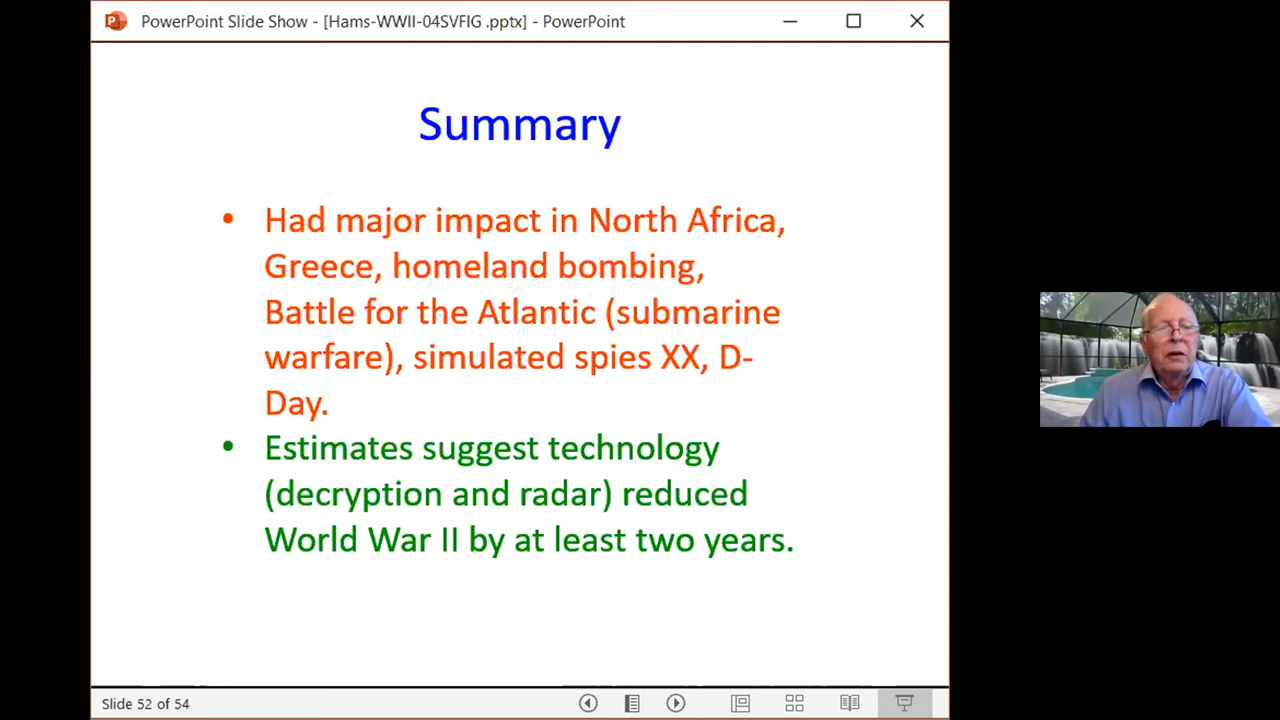 PowerPoint Slide Show - [Hams-WWII-04SVFIG .pptx] - PowerPoint
Summary
• Had major impact in North Africa,
Greece, homeland bombing,
Battle for the Atlantic (submarine
warfare), simulated spies XX, D-
Day.
• Estimates suggest technology
(decryption and radar) reduced
World War II by at least two years.
Slide 52 of 54